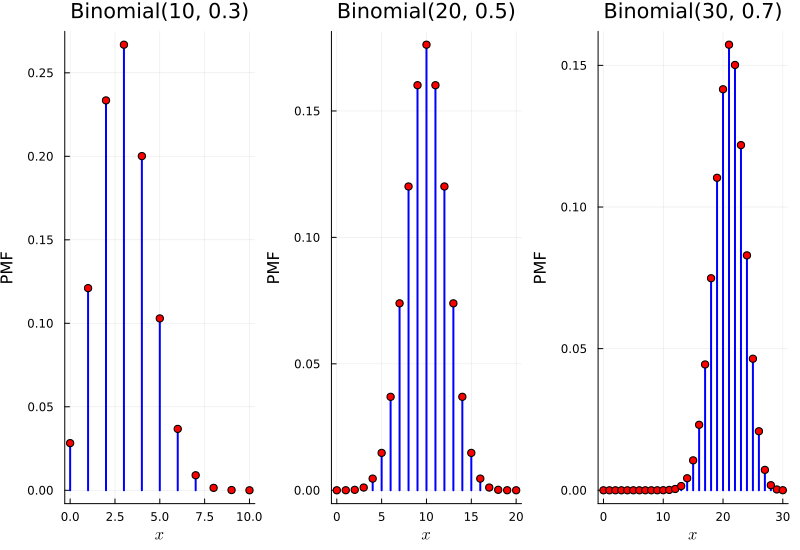 Binomial(10, 0.3)
PMF
0.25
0.20
0.15
0.10
0.05
0.00
0.0 2.5 5.0 7.5 10.0
x
Binomial(20, 0.5)
PMF
0.15
0.10
0.05
0.00
0 5 10 15 20
x
Binomial(30, 0.7)
PMF
0.15
0.10
0.05
0.00
0 10 20 30
x